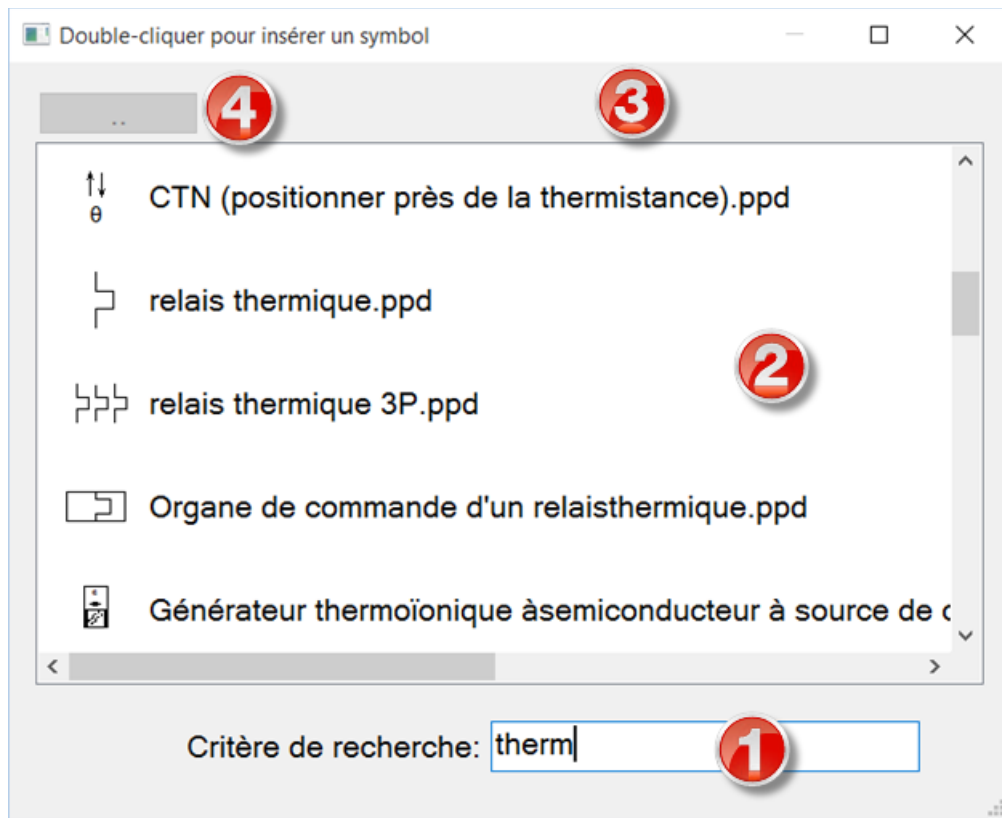 Double-cliquer pour insérer un symbol
..
4
3
θ
CTN (positionner près de la thermistance).ppd
relais thermique.ppd
2
relais thermique 3P.ppd
Organe de commande d'un relaisthermique.ppd
Générateur thermoïonique àsemiconducteur à source de c
Critère de recherche: therm
1